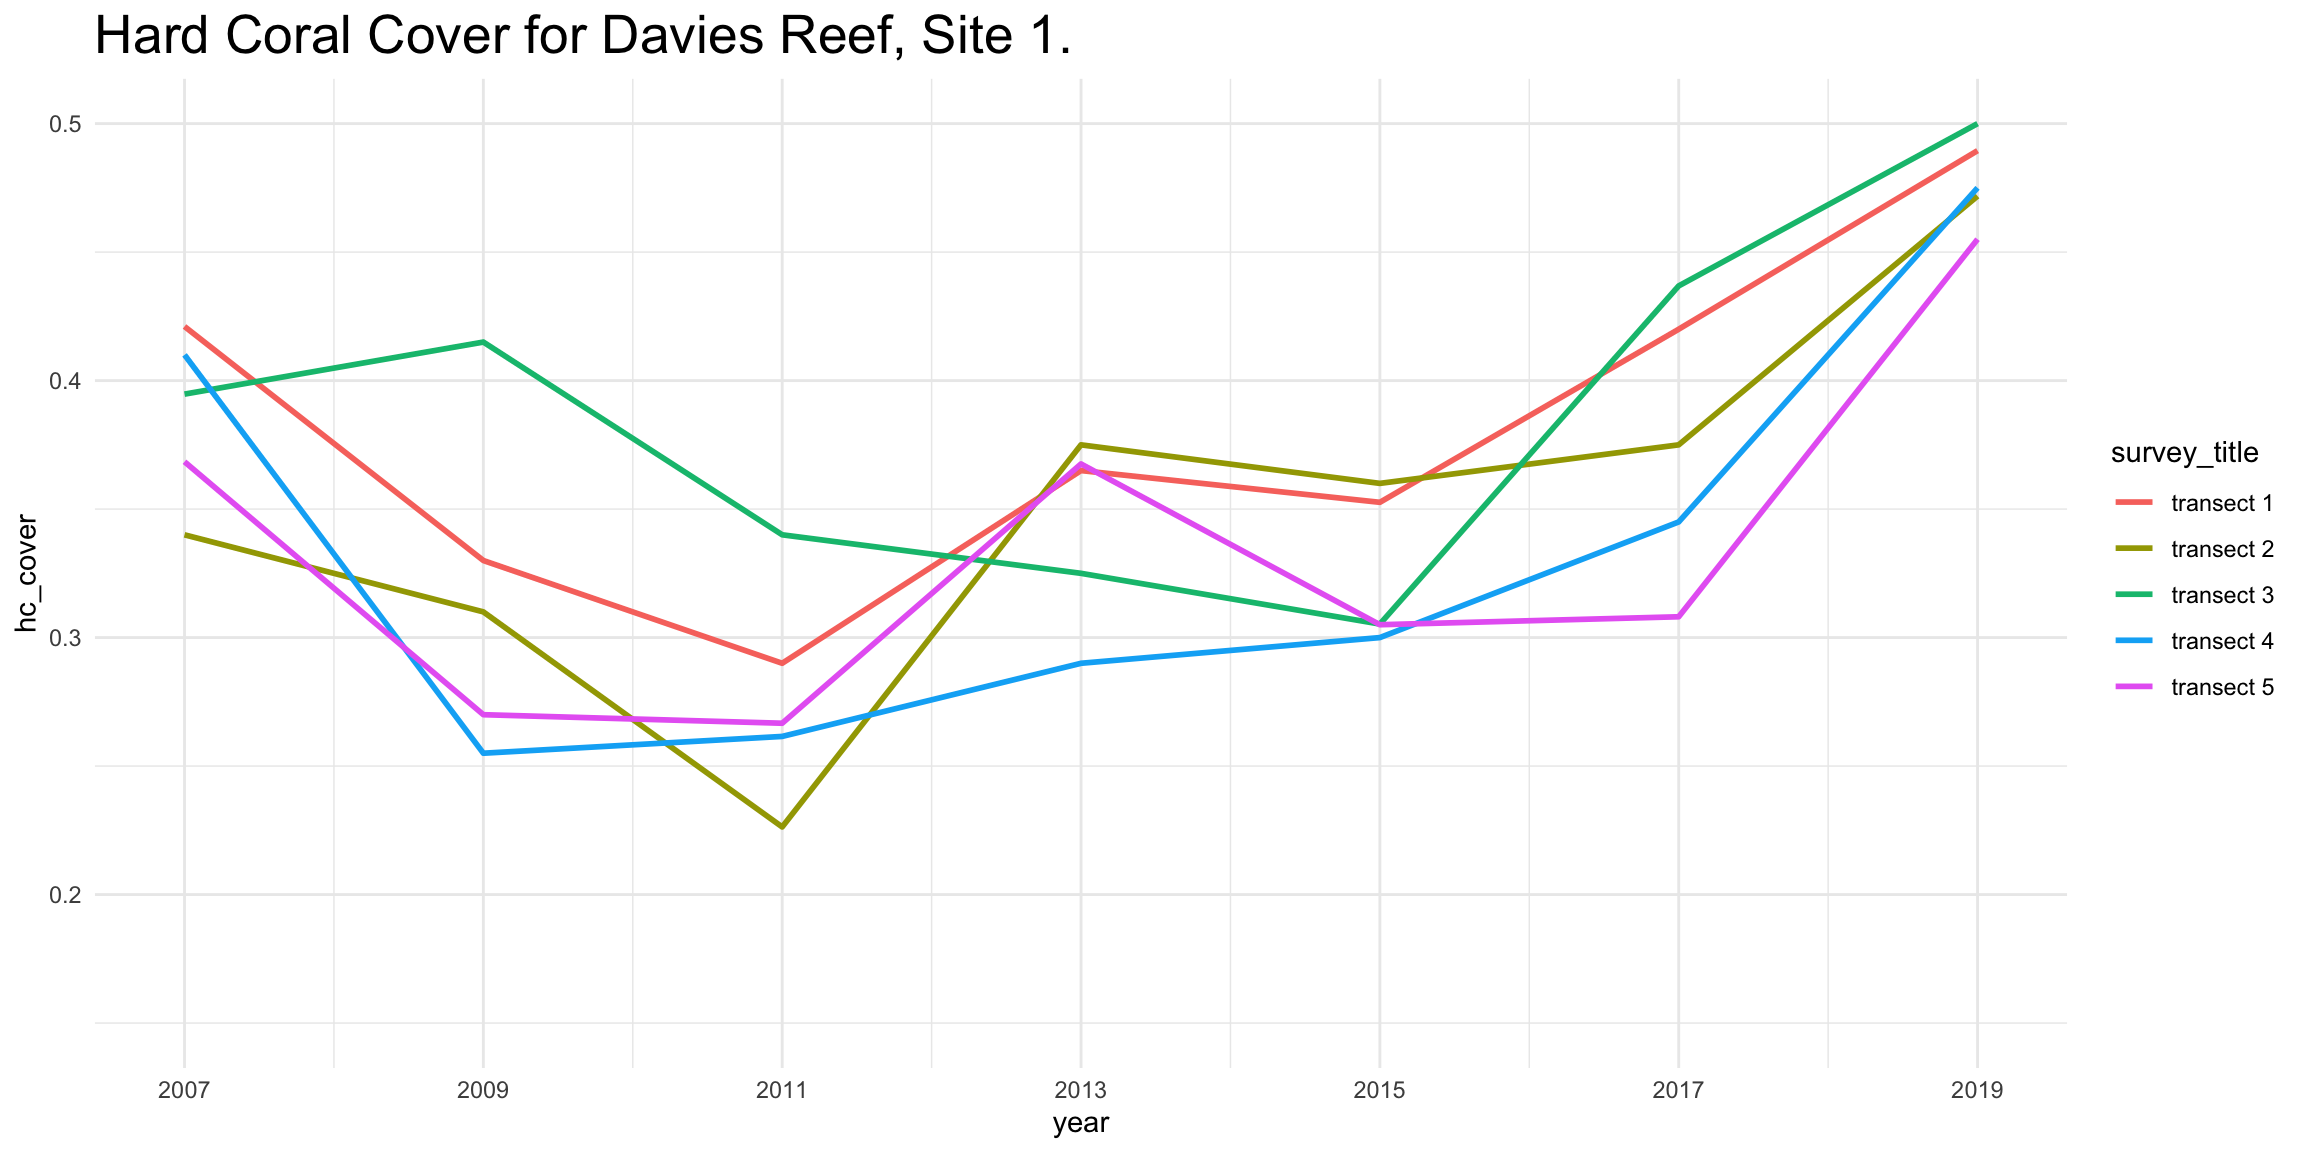 Hard Coral Cover for Davies Reef, Site 1.
0.5
0.4
0.3
0.2
hc_cover
2007 2009 2011 2013 2015 2017 2019
year
survey_title
transect 1
transect 2
transect 3
transect 4
transect 5